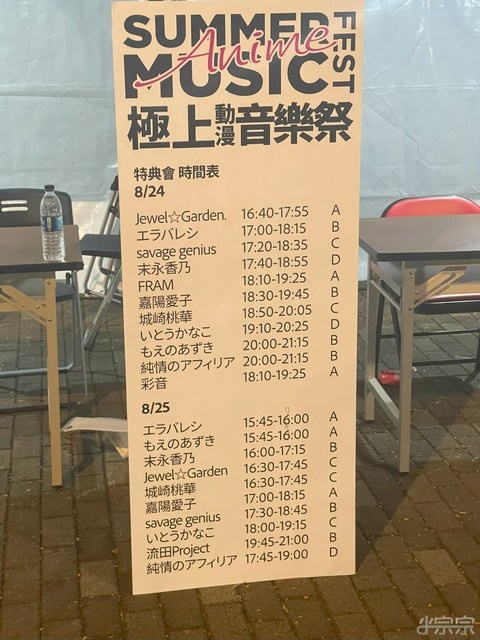 SUMMER
Anime
MUSIC
FEST
極上動漫音樂祭
特典會 時間表
8/24
Jewel☆Garden. 16:40-17:55 A
エラバレシ 17:00-18:15 B
savage genius 17:20-18:35 C
末永香乃 17:40-18:55 D
FRAM 18:10-19:25 A
嘉陽愛子 18:30-19:45 B
城崎桃華 18:50-20:05 C
いとうかなこ 19:10-20:25 D
もえのあずき 20:00-21:15 B
純情のアフィリア 20:00-21:15 B
彩音 18:10-19:25 A
8/25
エラバレシ 15:45-16:00 A
もえのあずき 15:45-16:00 A
末永香乃 16:00-17:15 B
Jewel☆Garden 16:30-17:45 C
城崎桃華 16:30-17:45 C
嘉陽愛子 17:00-18:15 A
savage genius 17:30-18:45 B
いとうかなこ 18:00-19:15 C
流田Project 19:45-21:00 B
純情のアフィリア 17:45-19:00 D
小宗宗